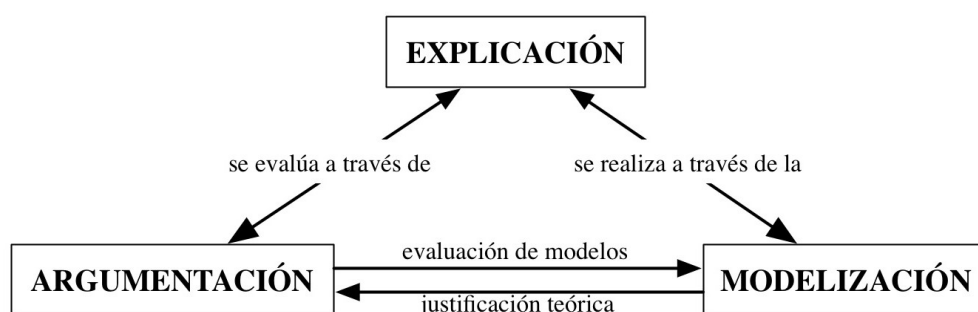 EXPLICACIÓN
se evalúa a través de
se realiza a través de la
evaluación de modelos
ARGUMENTACIÓN
MODELIZACIÓN
justificación teórica